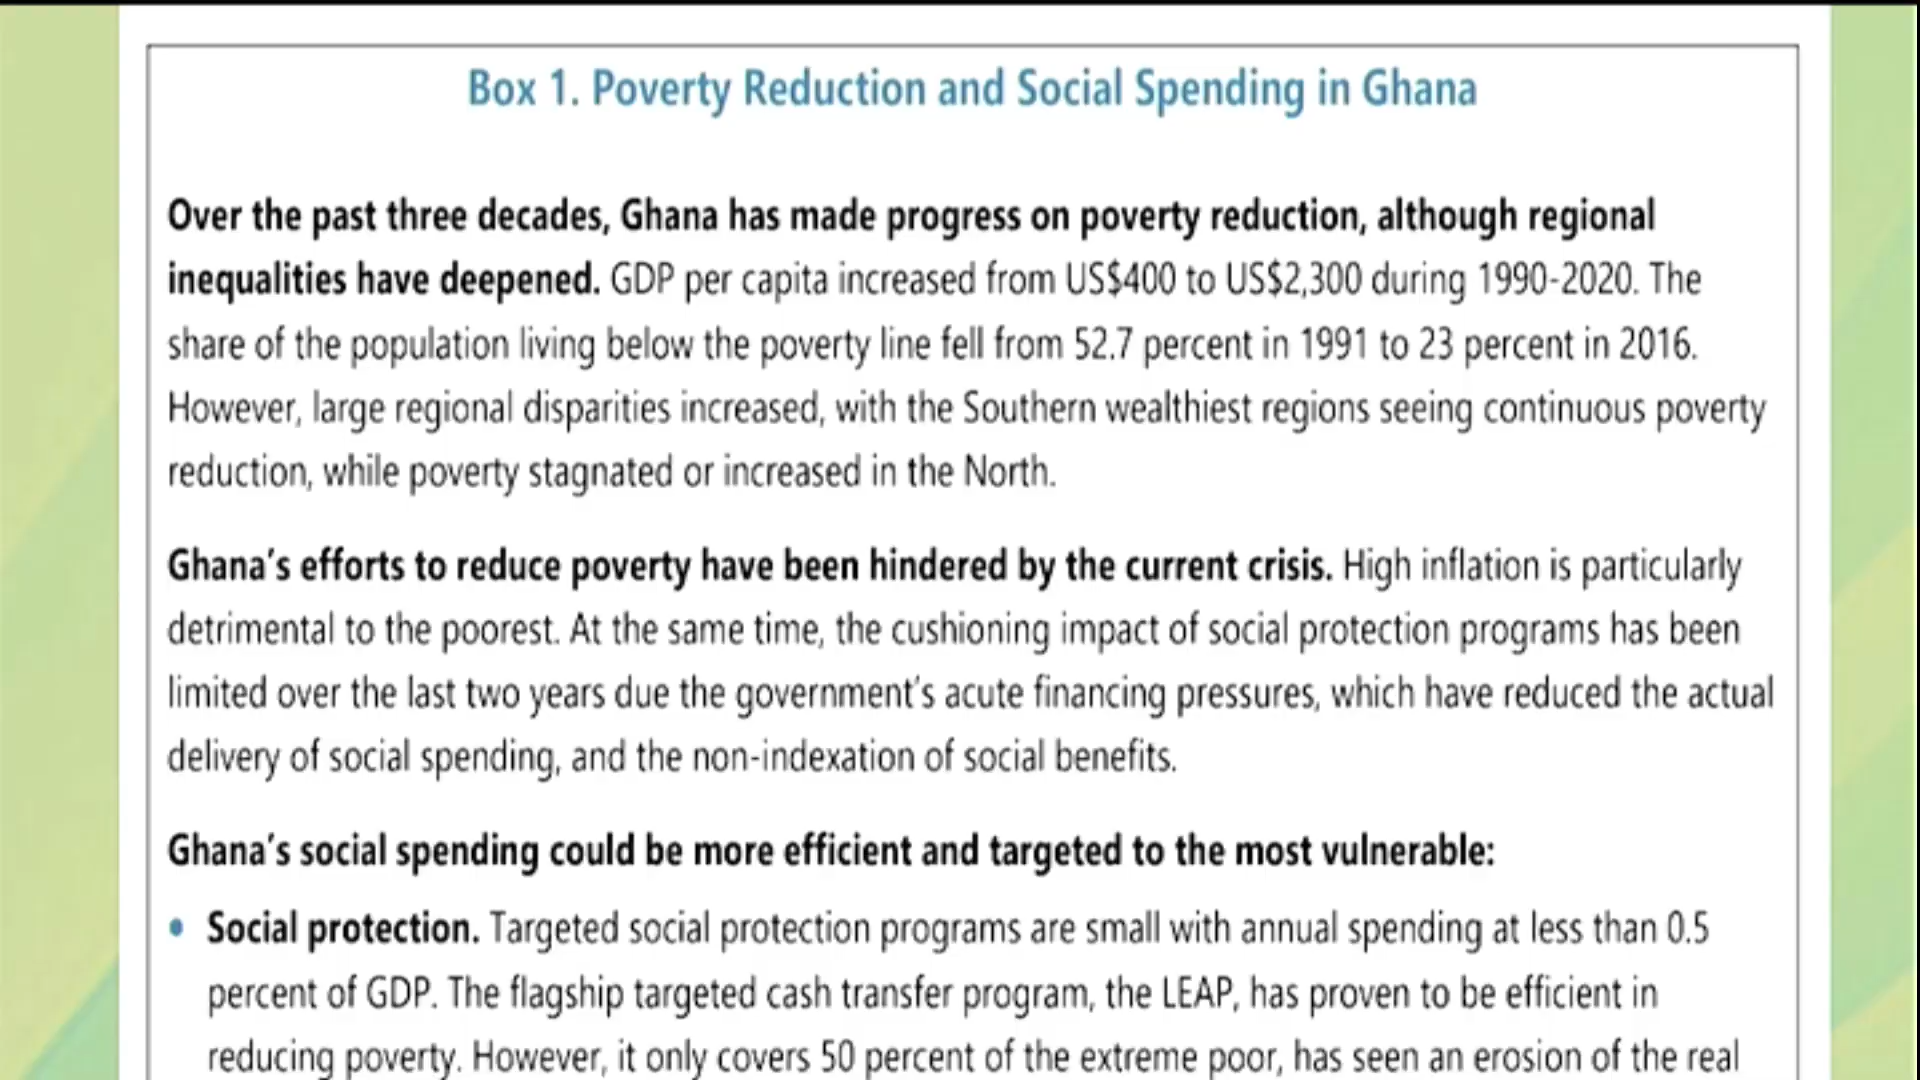 Box 1. Poverty Reduction and Social Spending in Ghana
Over the past three decades, Ghana has made progress on poverty reduction, although regional
inequalities have deepened. GDP per capita increased from US$400 to US$2,300 during 1990-2020. The
share of the population living below the poverty line fell from 52.7 percent in 1991 to 23 percent in 2016.
However, large regional disparities increased, with the Southern wealthiest regions seeing continuous poverty
reduction, while poverty stagnated or increased in the North.
Ghana's efforts to reduce poverty have been hindered by the current crisis. High inflation is particularly
detrimental to the poorest. At the same time, the cushioning impact of social protection programs has been
limited over the last two years due the government's acute financing pressures, which have reduced the actual
delivery of social spending, and the non-indexation of social benefits.
Ghana's social spending could be more efficient and targeted to the most vulnerable:
• Social protection. Targeted social protection programs are small with annual spending at less than 0.5
percent of GDP. The flagship targeted cash transfer program, the LEAP, has proven to be efficient in
reducing poverty. However, it only covers 50 percent of the extreme poor, has seen an erosion of the real